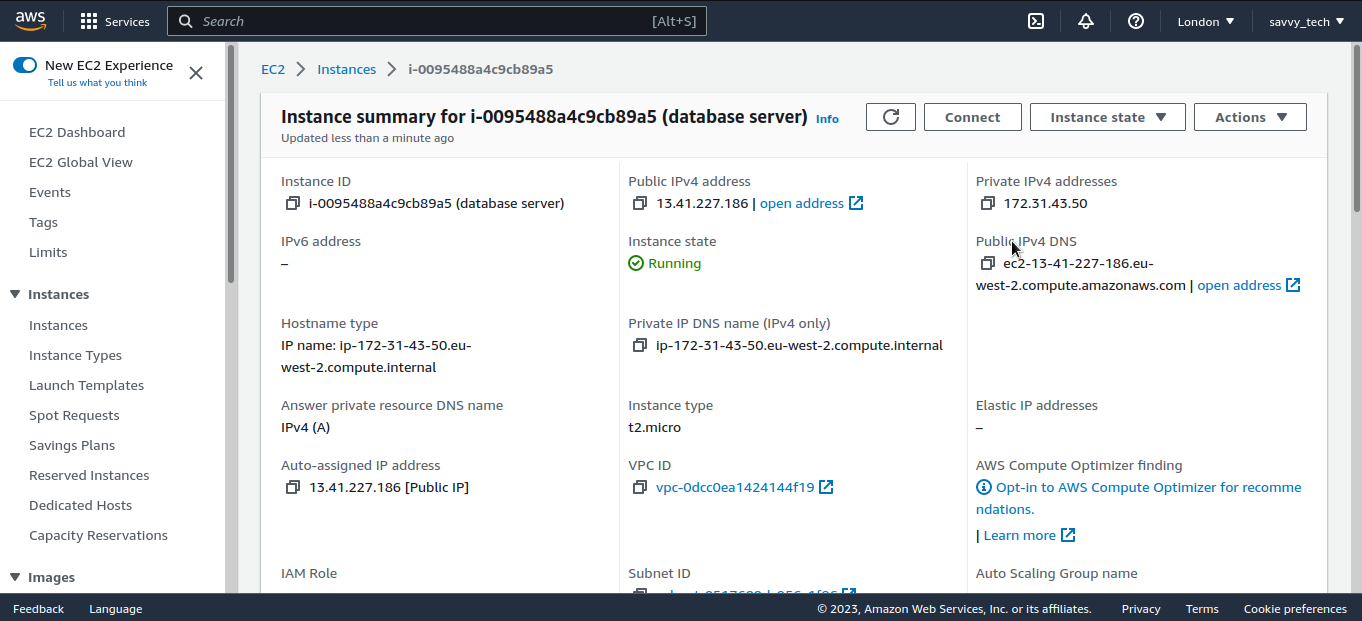 aws
Services
Search
[Alt+S]
London
savvy_tech
New EC2 Experience
Tell us what you think
EC2 Dashboard
EC2 Global View
Events
Tags
Limits
Instances
Instances
Instance Types
Launch Templates
Spot Requests
Savings Plans
Reserved Instances
Dedicated Hosts
Capacity Reservations
Images
EC2
Instances
i-0095488a4c9cb89a5
Instance summary for i-0095488a4c9cb89a5 (database server)
Info
Updated less than a minute ago
Connect
Instance state
Actions
Instance ID
i-0095488a4c9cb89a5 (database server)
Public IPv4 address
13.41.227.186 | open address
Private IPv4 addresses
172.31.43.50
IPv6 address
–
Instance state
Running
Public IPv4 DNS
ec2-13-41-227-186.eu-
west-2.compute.amazonaws.com | open address
Hostname type
IP name: ip-172-31-43-50.eu-
west-2.compute.internal
Private IP DNS name (IPv4 only)
ip-172-31-43-50.eu-west-2.compute.internal
Answer private resource DNS name
IPv4 (A)
Instance type
t2.micro
Elastic IP addresses
–
Auto-assigned IP address
13.41.227.186 [Public IP]
VPC ID
vpc-0dcc0ea1424144f19
AWS Compute Optimizer finding
Opt-in to AWS Compute Optimizer for recomme
ndations.
| Learn more
IAM Role
Subnet ID
Auto Scaling Group name
Feedback
Language
© 2023, Amazon Web Services, Inc. or its affiliates.
Privacy
Terms
Cookie preferences